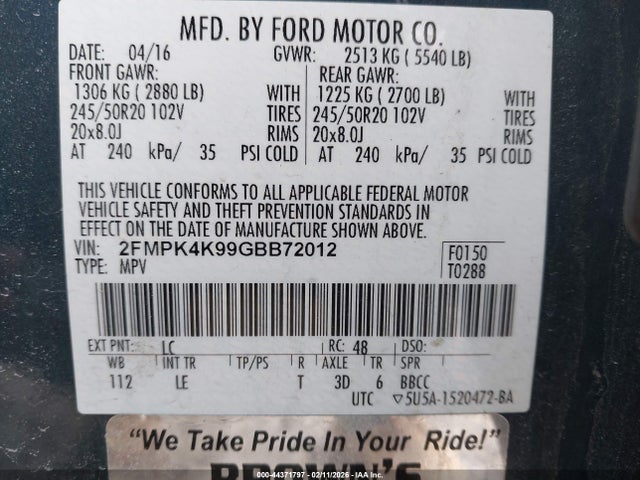 MFD. BY FORD MOTOR CO.
DATE: 04/16 GVWR: 2513 KG ( 5540 LB)
FRONT GAWR: REAR GAWR:
1306 KG ( 2880 LB) WITH 1225 KG ( 2700 LB) WITH
245/50R20 102V TIRES 245/50R20 102V TIRES
20x8.0J RIMS 20x8.0J RIMS
AT 240 kPa/ 35 PSI COLD AT 240 kPa/ 35 PSI COLD
THIS VEHICLE CONFORMS TO ALL APPLICABLE FEDERAL MOTOR
VEHICLE SAFETY AND THEFT PREVENTION STANDARDS IN
EFFECT ON THE DATE OF MANUFACTURE SHOWN ABOVE.
VIN: 2FMPK4K99GBB72012 F0150
TYPE: MPV T0288
EXT PNT: LC RC: 48 DSO:
WB INT TR TP/PS R AXLE TR SPR
112 LE T 3D 6 BBCC
UTC ▽5U5A-1520472-BA
"We Take Pride In Your Ride!"
BROWN'S
000-44371797 - 02/11/2026 - IAA Inc.